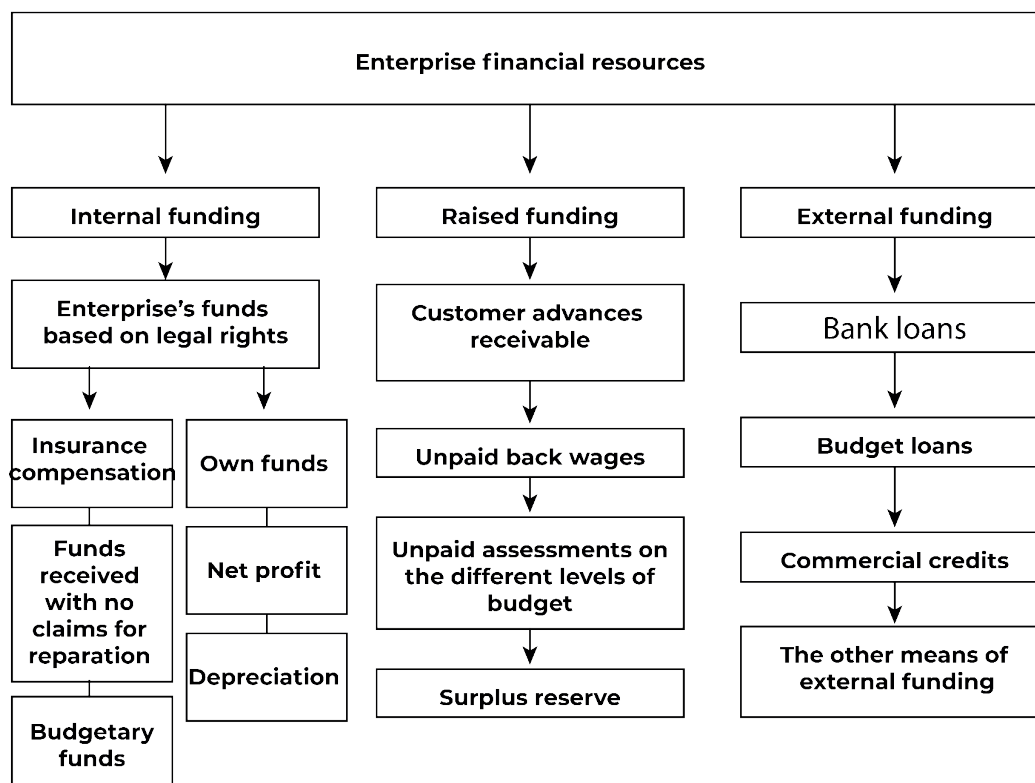 Enterprise financial resources
Internal funding
Enterprise’s funds
based on legal rights
Insurance
compensation
Funds
received
with no
claims for
reparation
Budgetary
funds
Own funds
Net profit
Depreciation
Raised funding
Customer advances
receivable
Unpaid back wages
Unpaid assessments on
the different levels of
budget
Surplus reserve
External funding
Bank loans
Budget loans
Commercial credits
The other means of
external funding